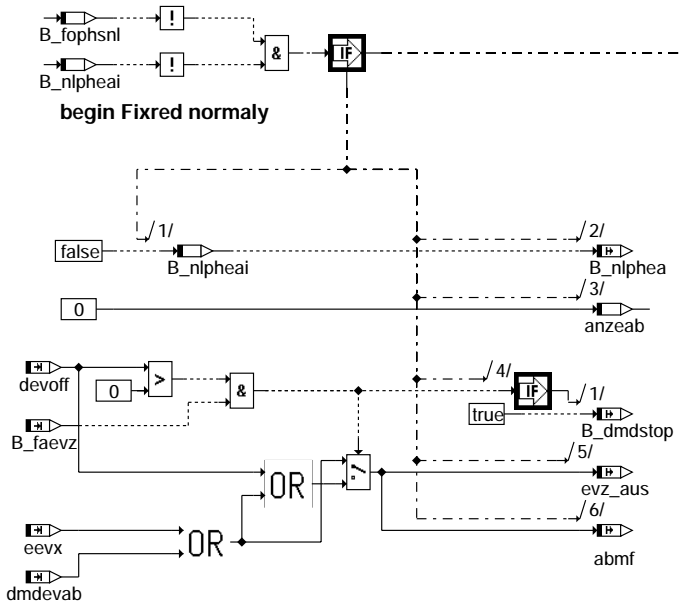 !
B_fophsnl
&
IF
!
B_nlpheai
begin Fixred normaly
/1/
/2/
false
B_nlpheai
B_nlphea
/3/
0
anzeab
devoff
>
0
&
/4/
IF
/1/
true
B_dmdstop
B_faevz
/5/
OR
evz_aus
/6/
eevx
OR
abmf
dmdevab